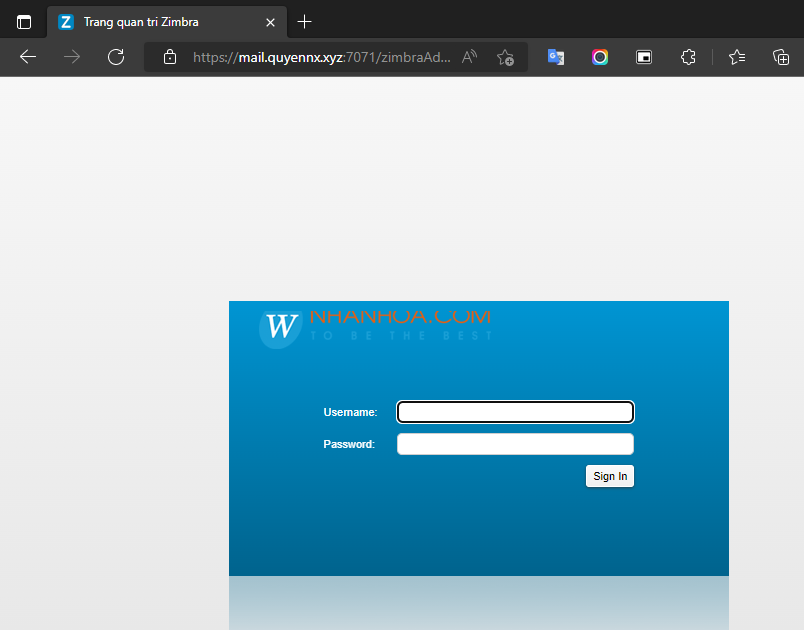 Trang quan tri Zimbra
https://mail.quyennx.xyz:7071/zimbraAd...
W NHANHOA.COM
TO BE THE BEST
Username:
Password:
Sign In